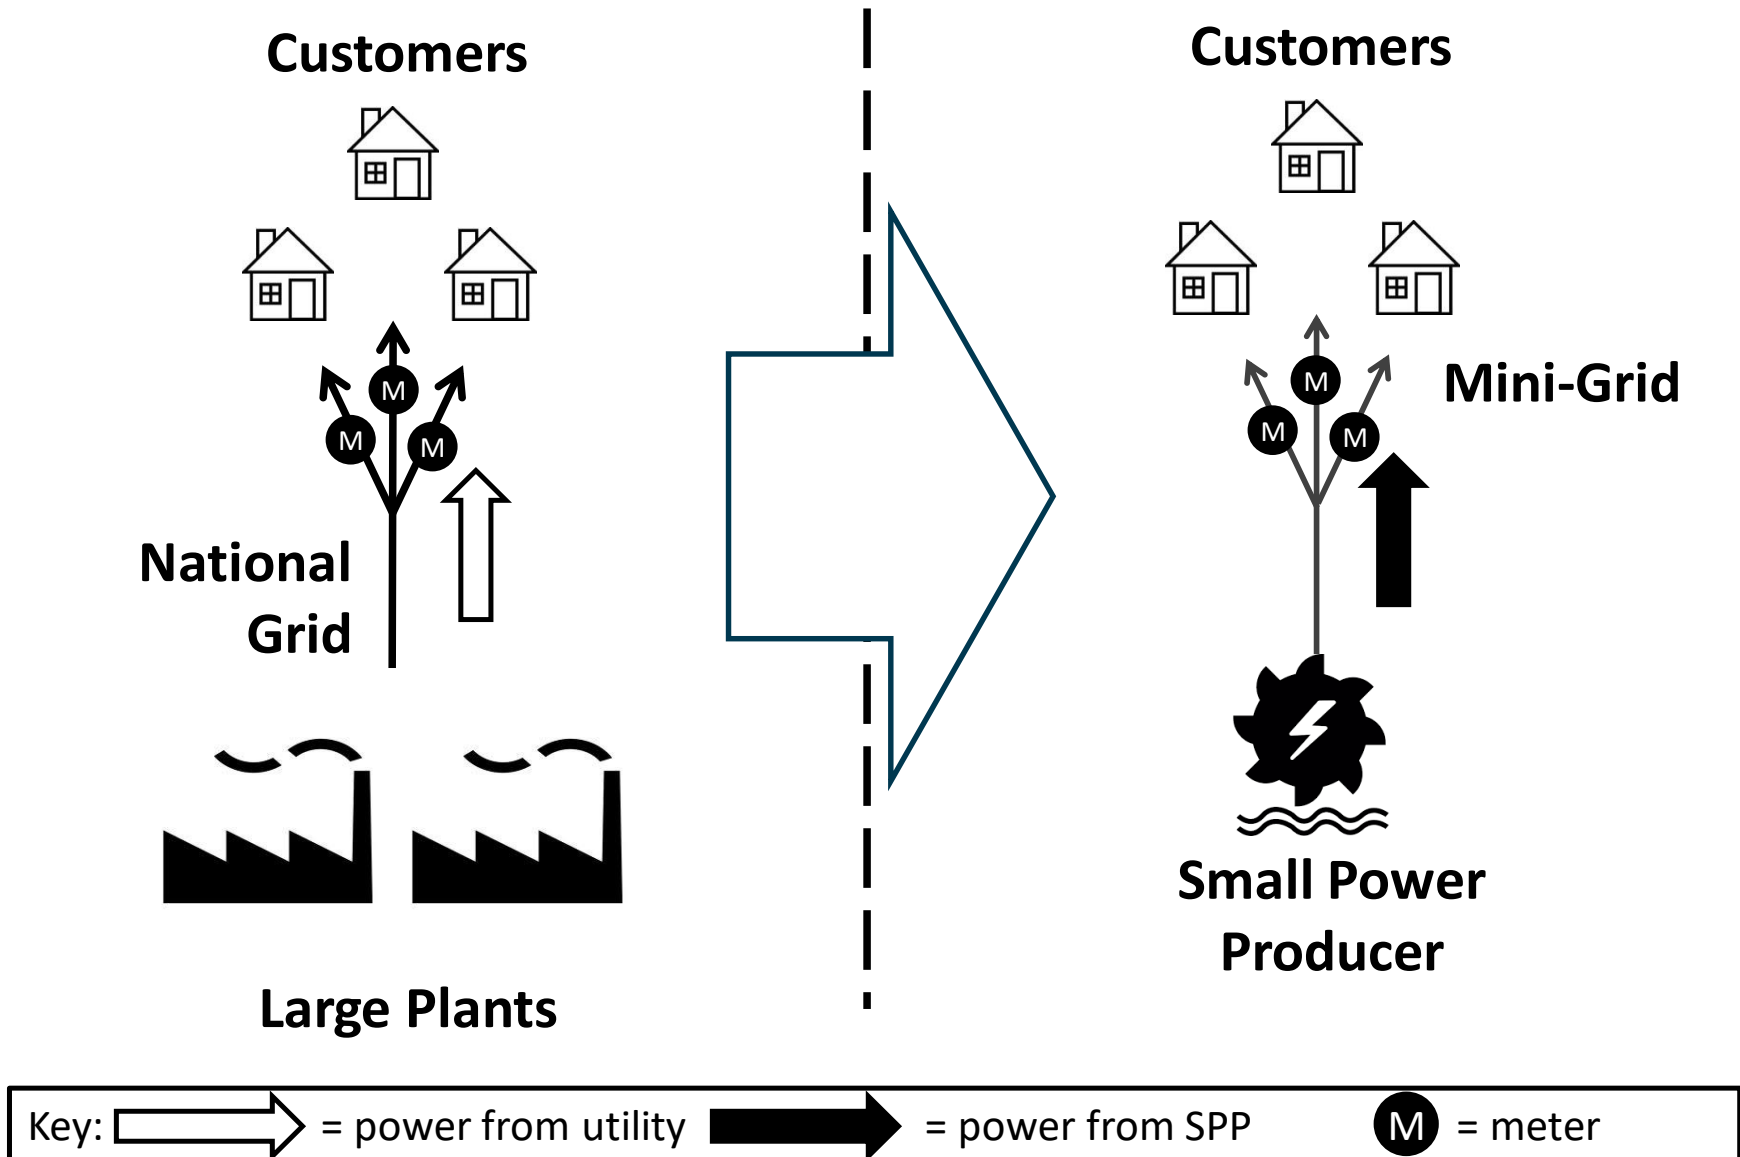 Customers
M
M
M
National
Grid
Large Plants
Customers
M
M
M
Mini-Grid
Small Power
Producer
Key: = power from utility = power from SPP M = meter